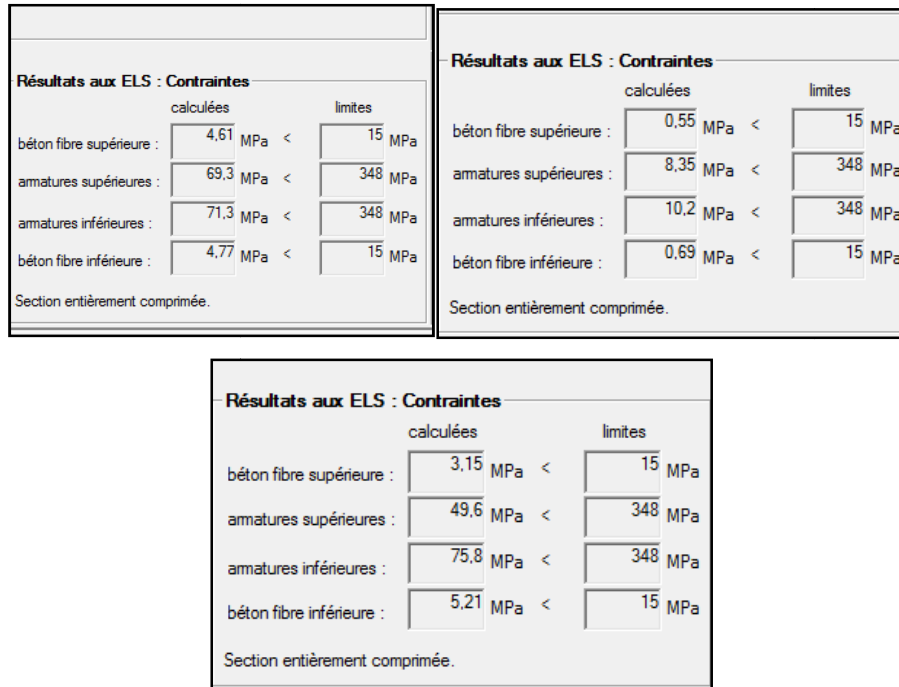 Résultats aux ELS : Contraintes
calculées limites
béton fibre supérieure : 4,61 MPa < 15 MPa
armatures supérieures : 69,3 MPa < 348 MPa
armatures inférieures : 71,3 MPa < 348 MPa
béton fibre inférieure : 4,77 MPa < 15 MPa
Section entièrement comprimée.
Résultats aux ELS : Contraintes
calculées limites
béton fibre supérieure : 0,55 MPa < 15 MPa
armatures supérieures : 8,35 MPa < 348 MPa
armatures inférieures : 10,2 MPa < 348 MPa
béton fibre inférieure : 0,69 MPa < 15 MPa
Section entièrement comprimée.
Résultats aux ELS : Contraintes
calculées limites
béton fibre supérieure : 3,15 MPa < 15 MPa
armatures supérieures : 49,6 MPa < 348 MPa
armatures inférieures : 75,8 MPa < 348 MPa
béton fibre inférieure : 5,21 MPa < 15 MPa
Section entièrement comprimée.